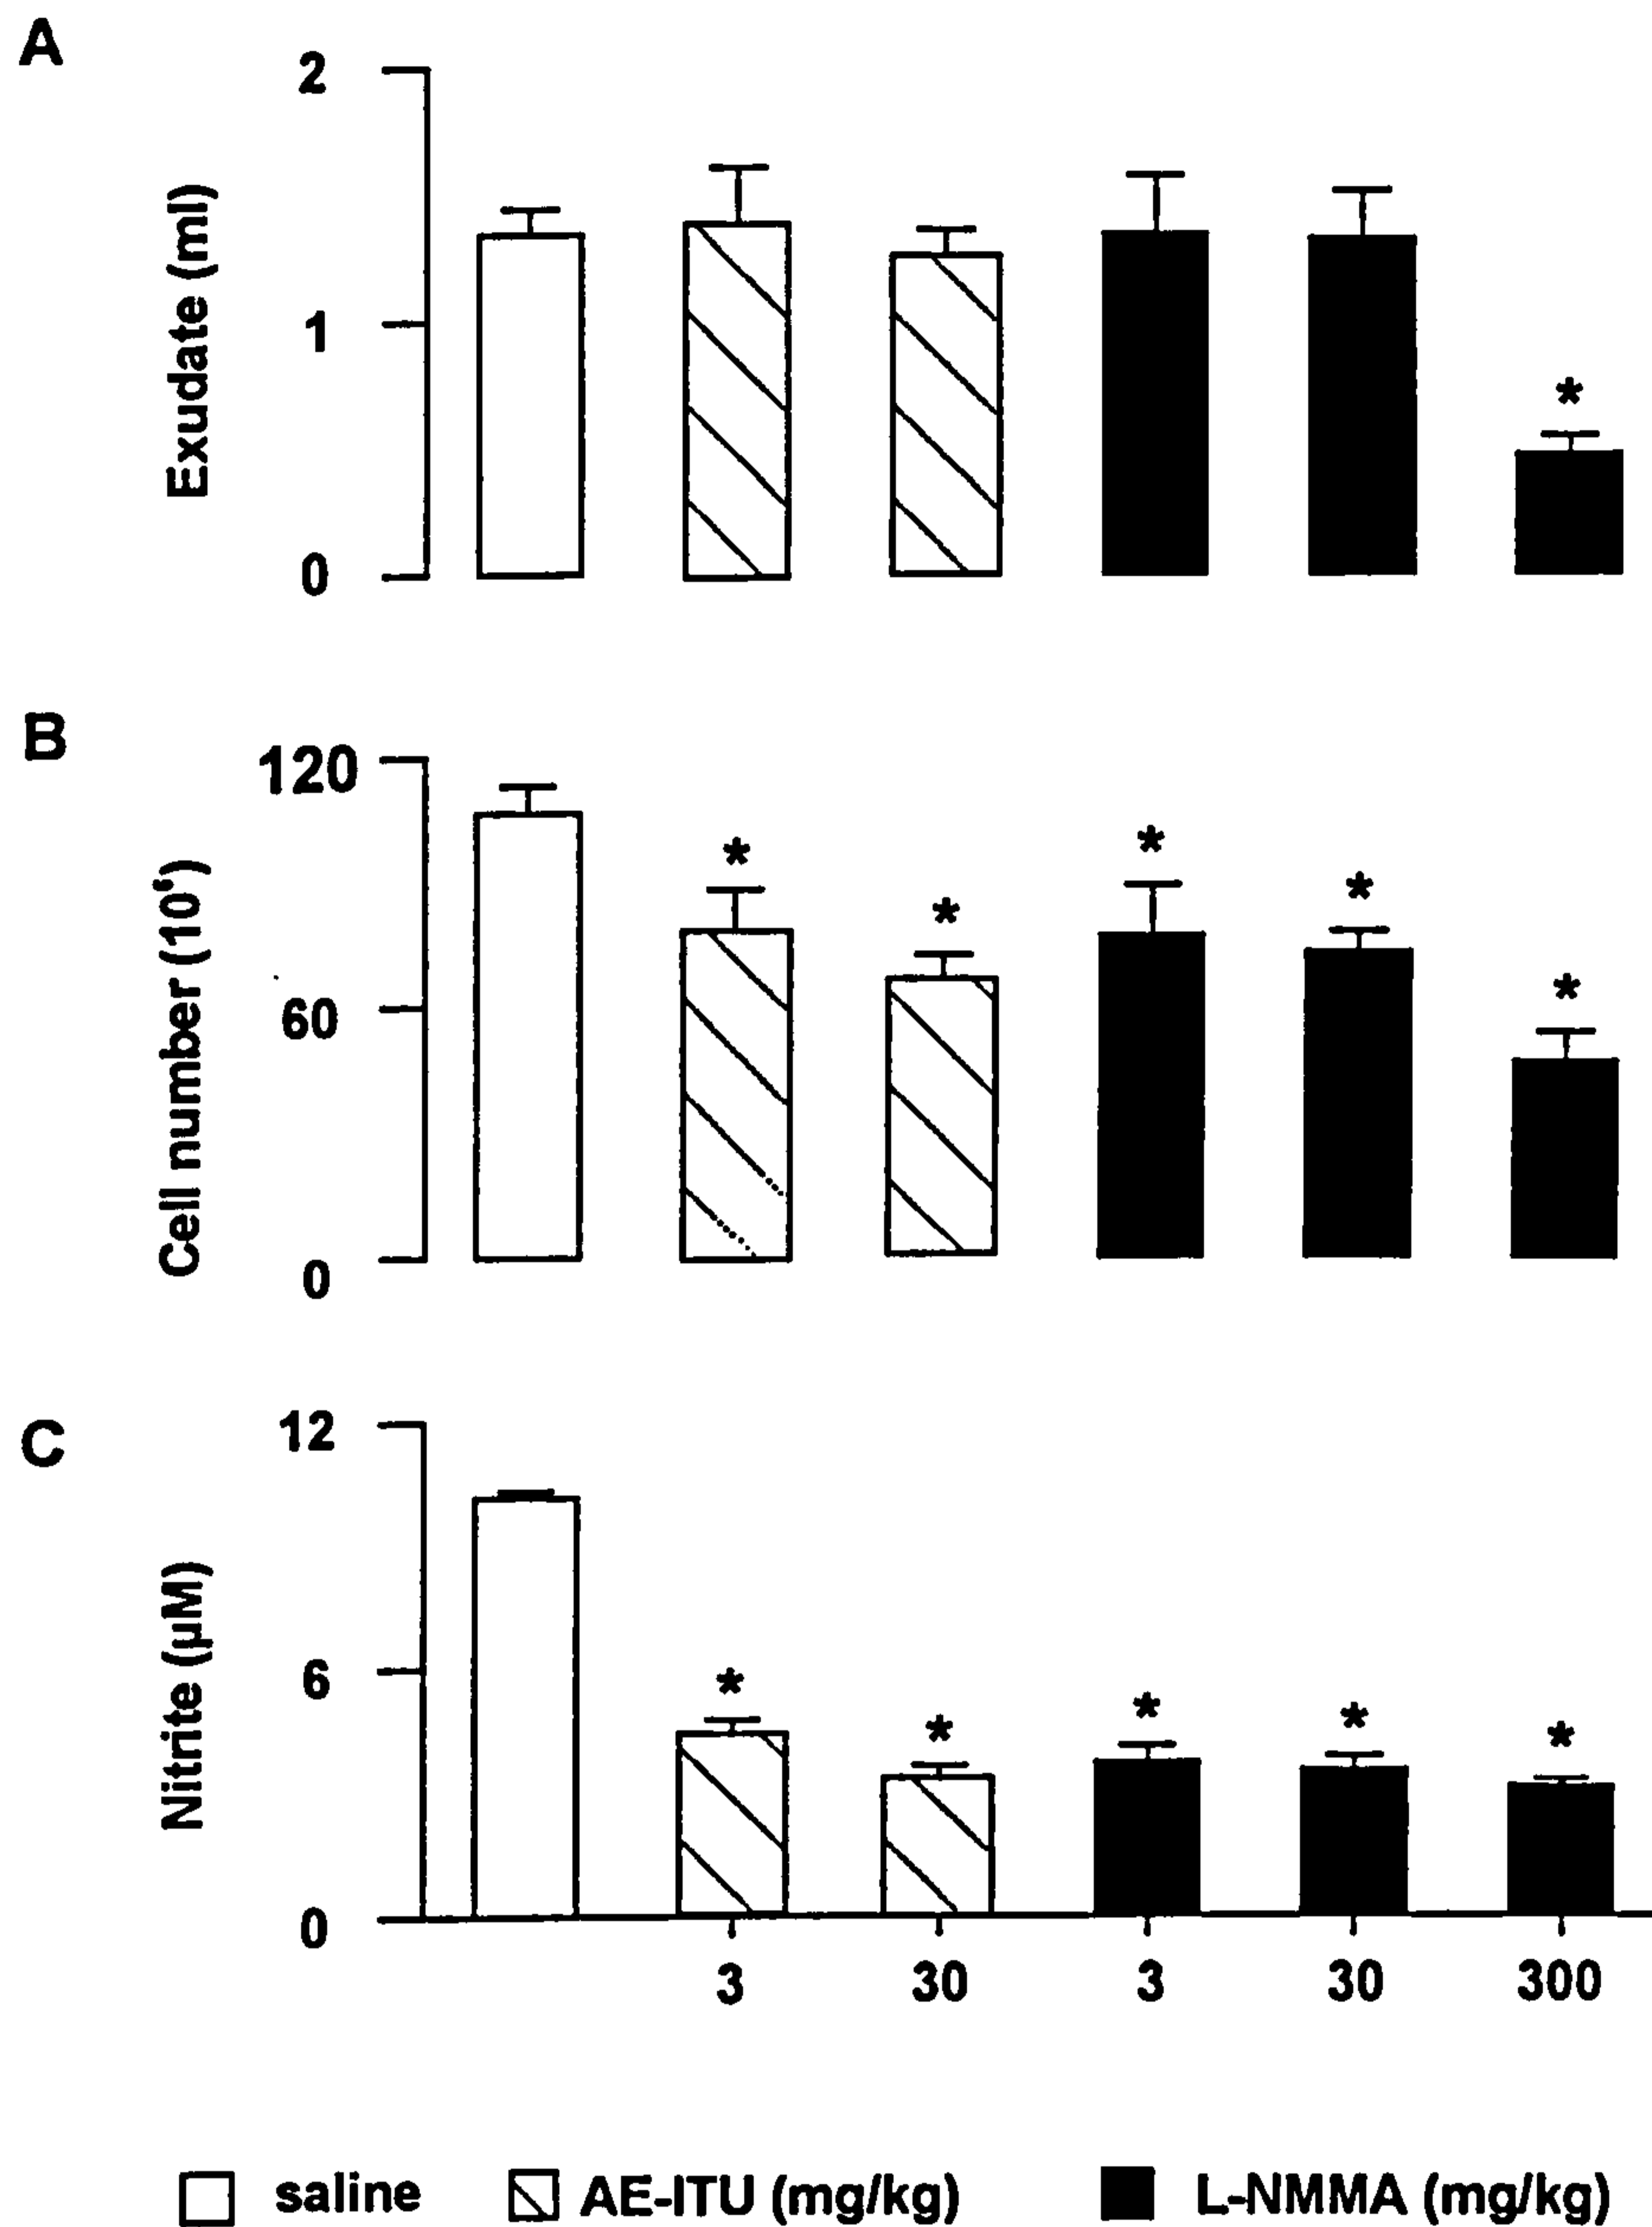 A
2
1
0
Exudate (ml)
*
B
120
60
0
* * * * *
C
12
6
0
Nitrite (µM)
* * * * *
3 30 3 30 300
saline AE-ITU (mg/kg) L-NMMA (mg/kg)
Cell number